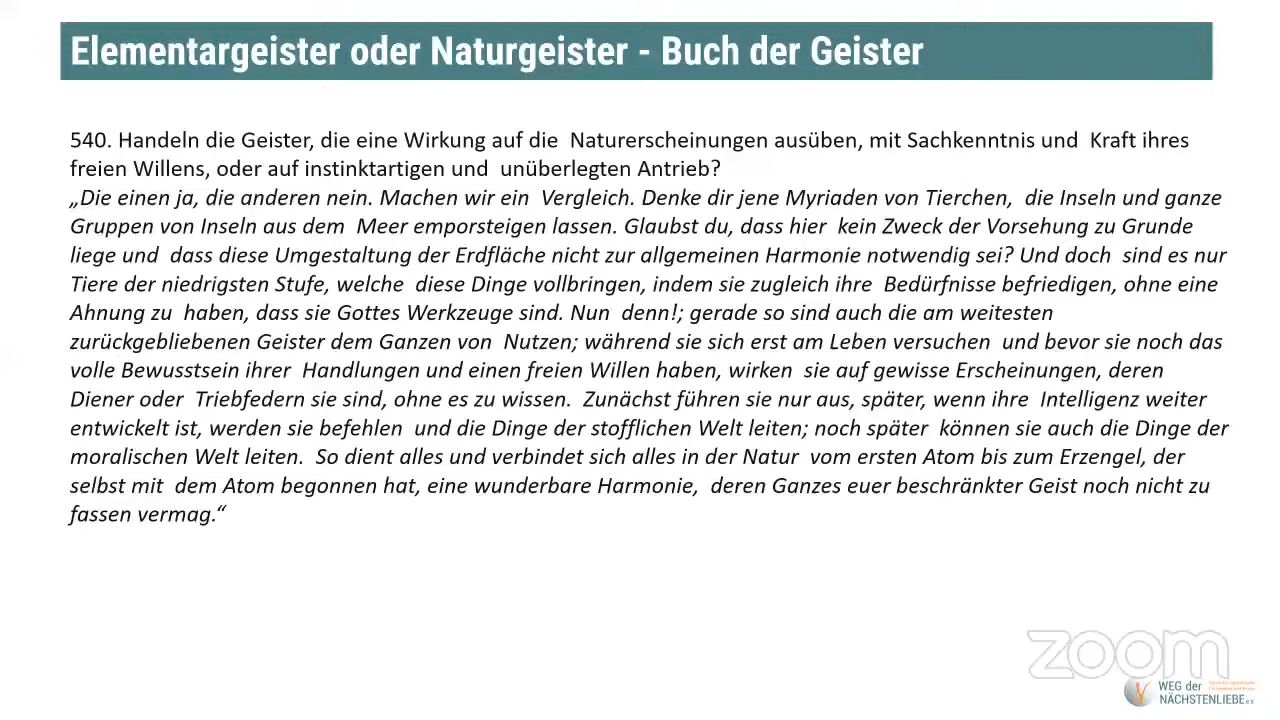 Elementargeister oder Naturgeister - Buch der Geister
540. Handeln die Geister, die eine Wirkung auf die Naturerscheinungen ausüben, mit Sachkenntnis und Kraft ihres
freien Willens, oder auf instinktartigen und unüberlegten Antrieb?
„Die einen ja, die anderen nein. Machen wir ein Vergleich. Denke dir jene Myriaden von Tierchen, die Inseln und ganze
Gruppen von Inseln aus dem Meer emporsteigen lassen. Glaubst du, dass hier kein Zweck der Vorsehung zu Grunde
liege und dass diese Umgestaltung der Erdfläche nicht zur allgemeinen Harmonie notwendig sei? Und doch sind es nur
Tiere der niedrigsten Stufe, welche diese Dinge vollbringen, indem sie zugleich ihre Bedürfnisse befriedigen, ohne eine
Ahnung zu haben, dass sie Gottes Werkzeuge sind. Nun denn!; gerade so sind auch die am weitesten
zurückgebliebenen Geister dem Ganzen von Nutzen; während sie sich erst am Leben versuchen und bevor sie noch das
volle Bewusstsein ihrer Handlungen und einen freien Willen haben, wirken sie auf gewisse Erscheinungen, deren
Diener oder Triebfedern sie sind, ohne es zu wissen. Zunächst führen sie nur aus, später, wenn ihre Intelligenz weiter
entwickelt ist, werden sie befehlen und die Dinge der stofflichen Welt leiten; noch später können sie auch die Dinge der
moralischen Welt leiten. So dient alles und verbindet sich alles in der Natur vom ersten Atom bis zum Erzengel, der
selbst mit dem Atom begonnen hat, eine wunderbare Harmonie, deren Ganzes euer beschränkter Geist noch nicht zu
fassen vermag.“
zoom
WEG der
NÄCHSTENLIEBE e.V.